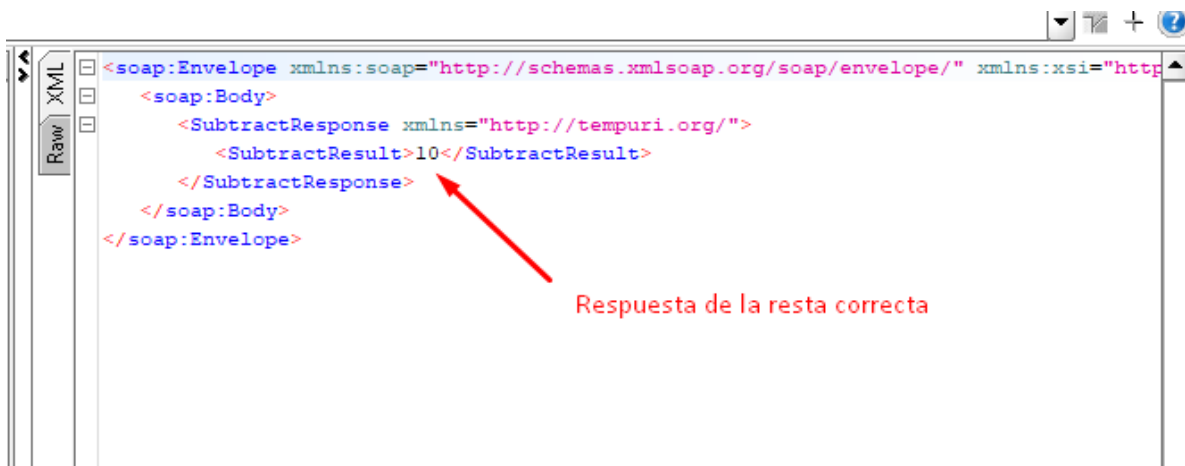 XML
Raw
<soap:Envelope xmlns:soap="http://schemas.xmlsoap.org/soap/envelope/" xmlns:xsi="http
<soap:Body>
<SubtractResponse xmlns="http://tempuri.org/">
<SubtractResult>10</SubtractResult>
</SubtractResponse>
</soap:Body>
</soap:Envelope>
Respuesta de la resta correcta